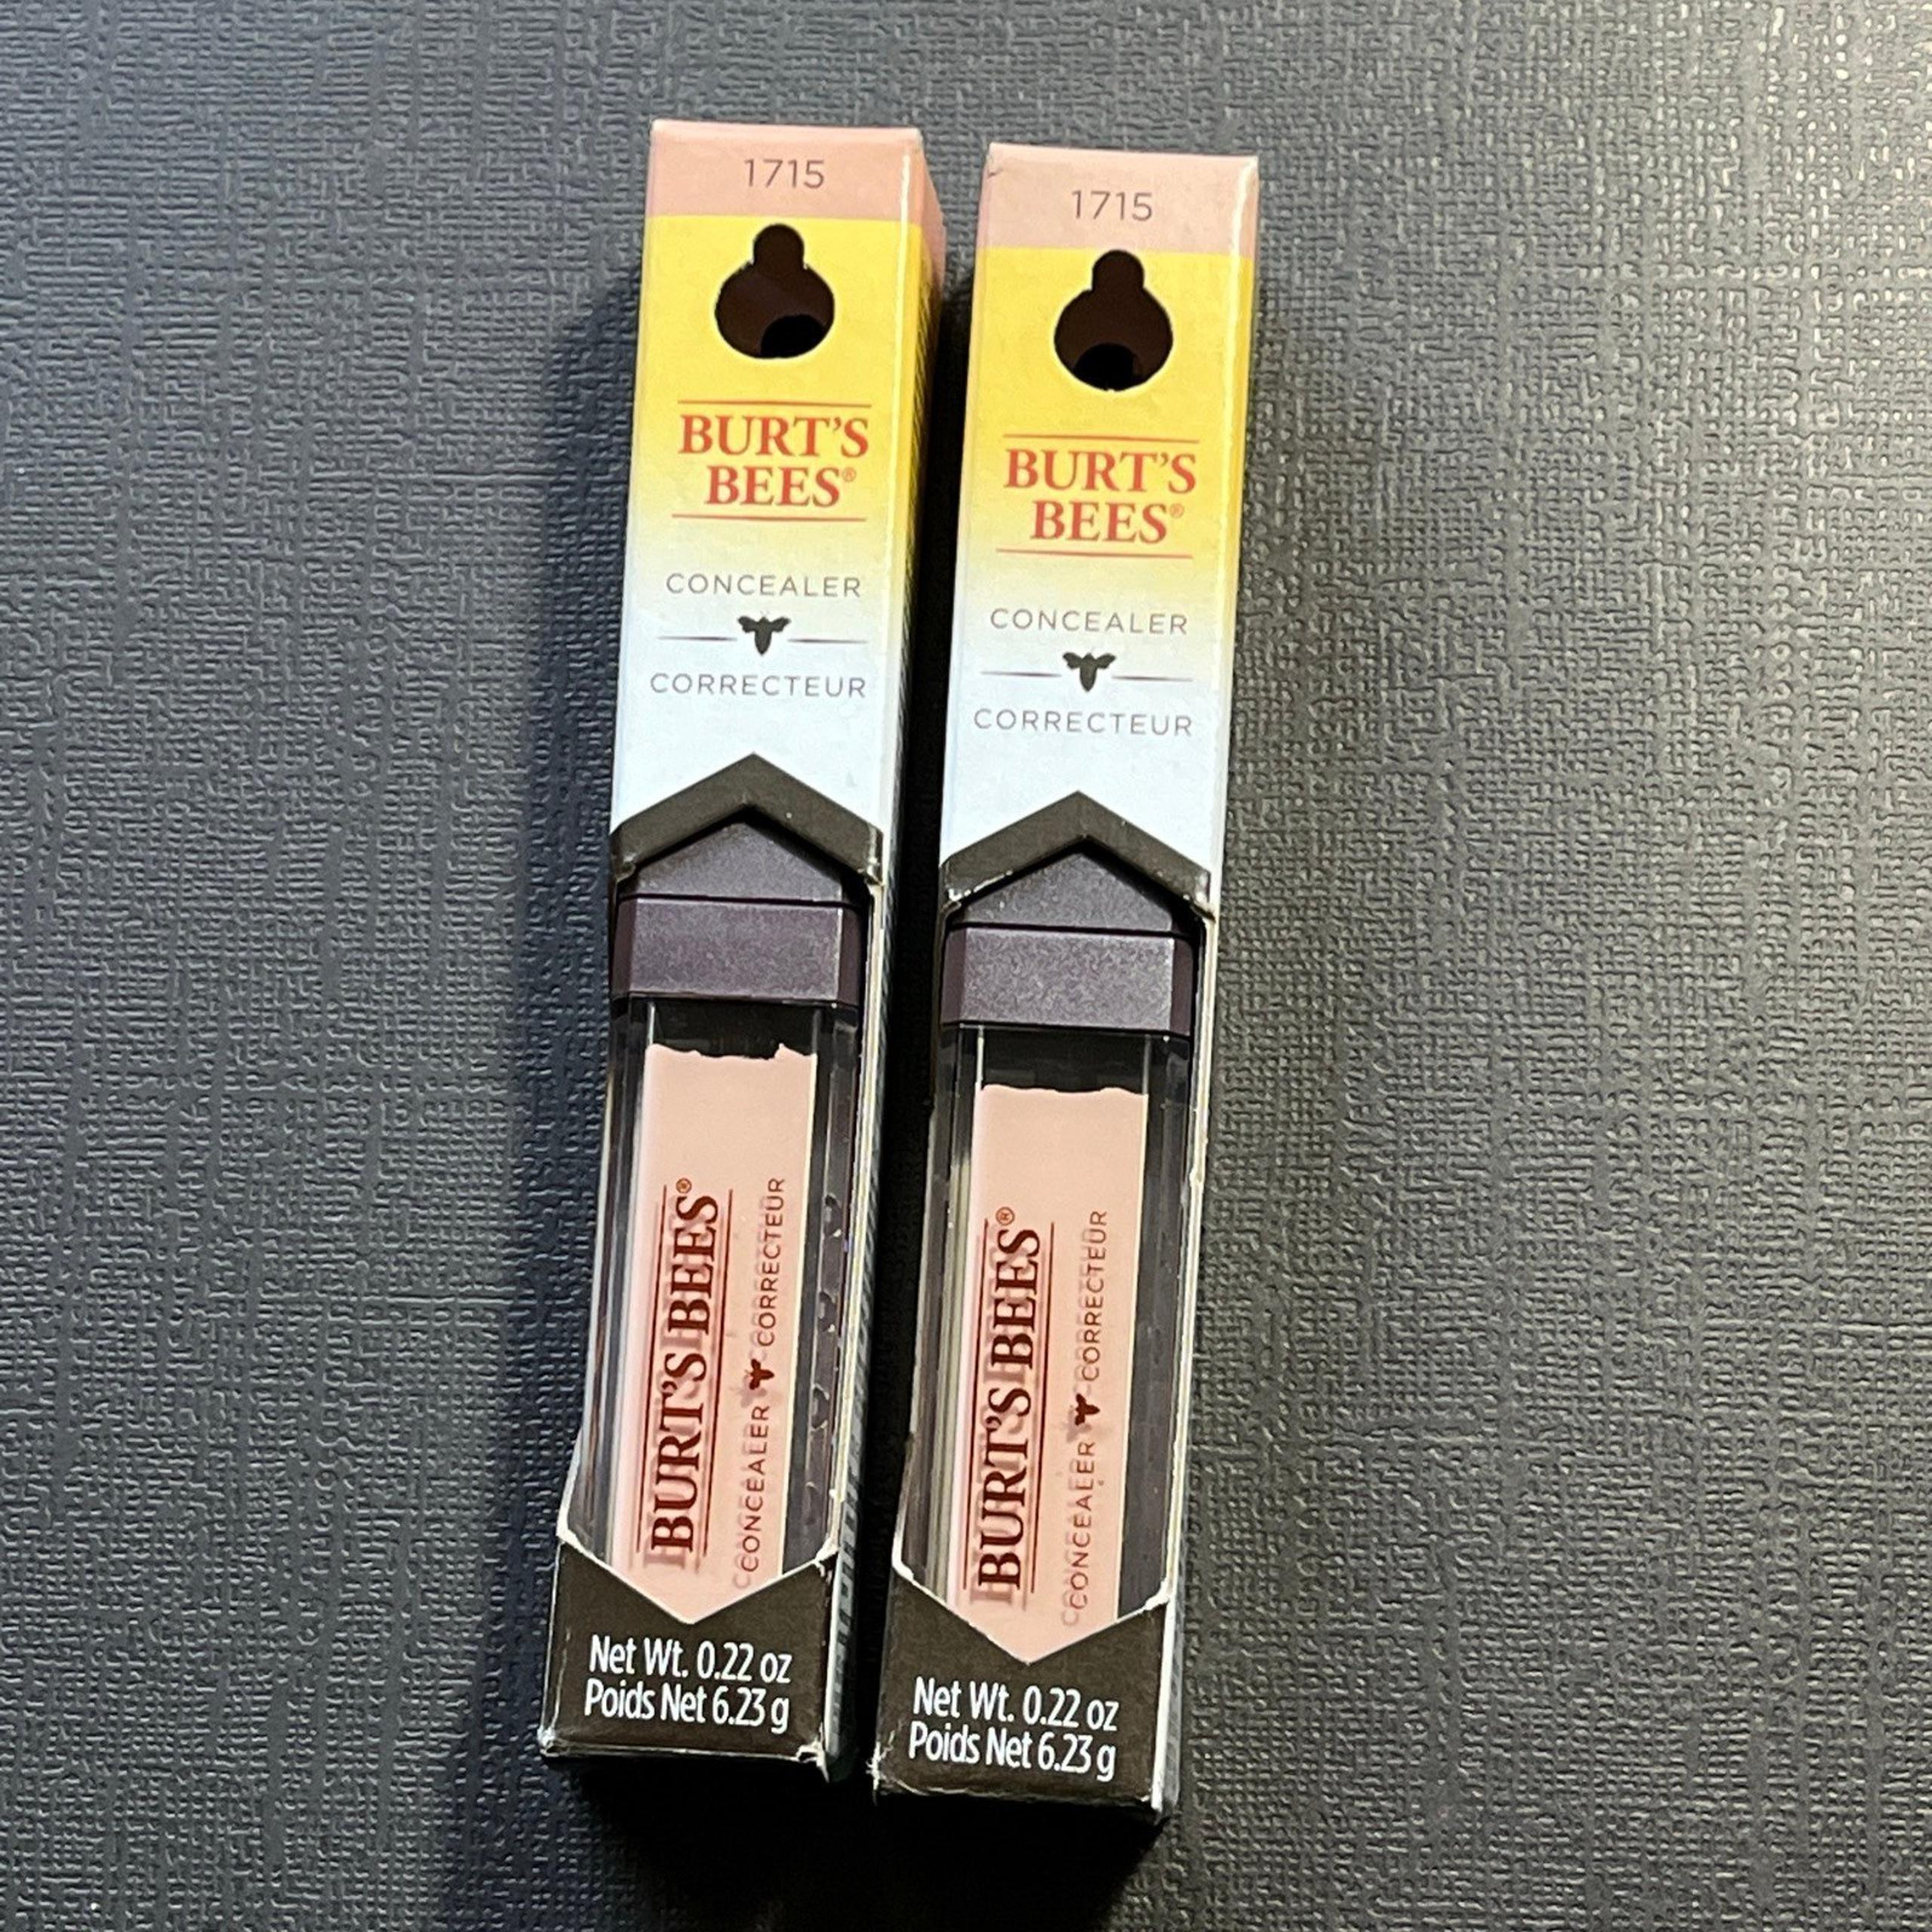 1715
BURT'S
BEES®
CONCEALER
CORRECTEUR
BURT'S BEES®
CONCEALER CORRECTEUR
Net Wt. 0.22 oz
Poids Net 6.23 g
1715
BURT'S
BEES®
CONCEALER
CORRECTEUR
BURT'S BEES®
CONCEALER CORRECTEUR
Net Wt. 0.22 oz
Poids Net 6.23 g